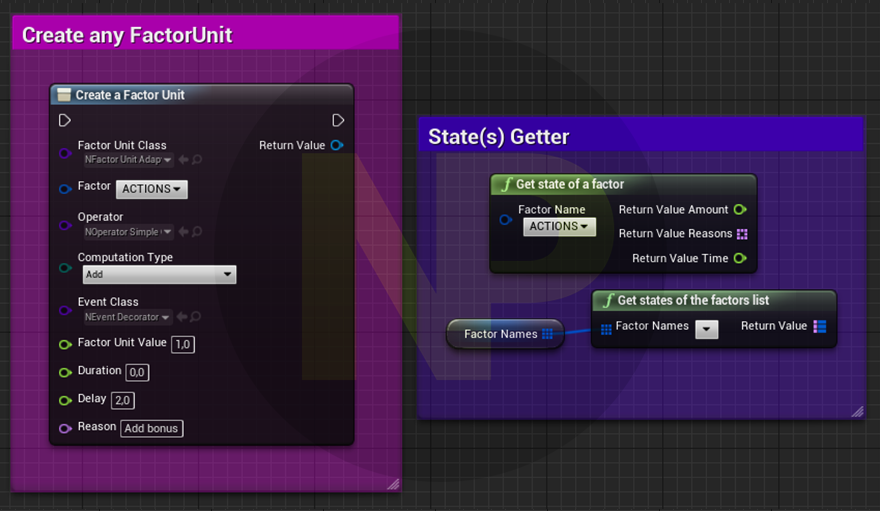 Create any FactorUnit
Create a Factor Unit
Factor Unit Class
Return Value
NFactor Unit Adap
Factor ACTIONS
Operator
NOperator Simple
Computation Type
Add
Event Class
NEvent Decorator
Factor Unit Value 1,0
Duration 0,0
Delay 2,0
Reason Add bonus
State(s) Getter
Get state of a factor
Factor Name
Return Value Amount
ACTIONS
Return Value Reasons
Return Value Time
Get states of the factors list
Factor Names
Factor Names
Return Value
NP